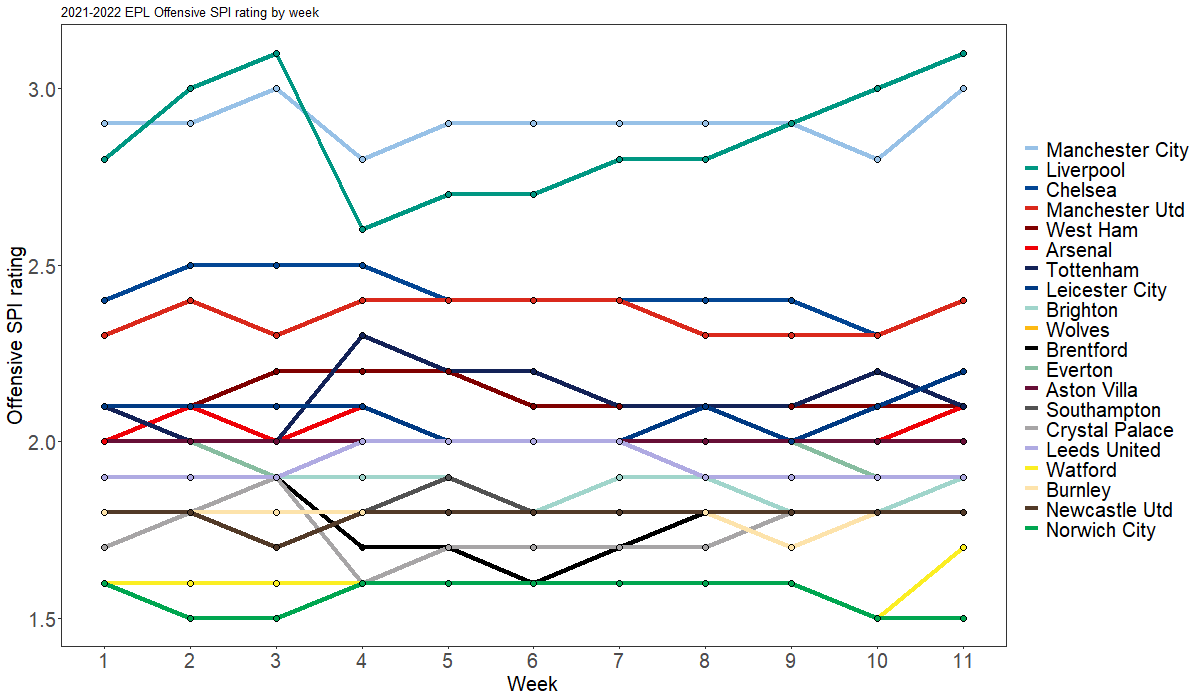 2021-2022 EPL Offensive SPI rating by week
Offensive SPI rating
3.0
2.5
2.0
1.5
1 2 3 4 5 6 7 8 9 10 11
Week
Manchester City
Liverpool
Chelsea
Manchester Utd
West Ham
Arsenal
Tottenham
Leicester City
Brighton
Wolves
Brentford
Everton
Aston Villa
Southampton
Crystal Palace
Leeds United
Watford
Burnley
Newcastle Utd
Norwich City